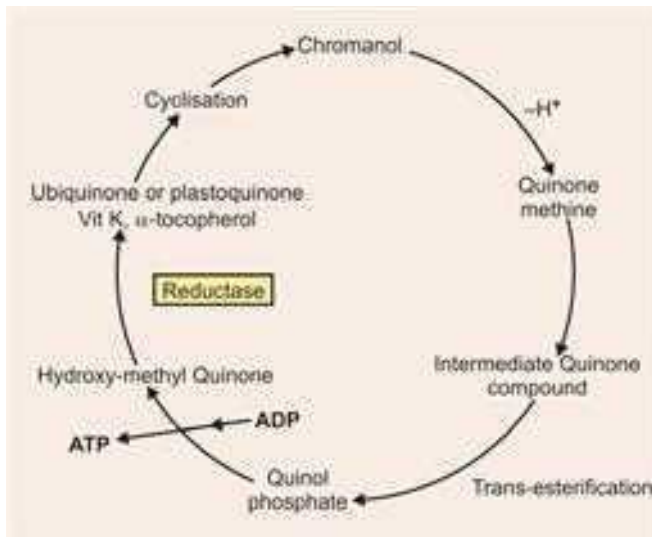 Chromanol
–H⁺
Quinone
methine
Intermediate Quinone
compound
Trans-esterification
Quinol
phosphate
ADP
ATP
Hydroxy-methyl Quinone
Reductase
Ubiquinone or plastoquinone
Vit K, α-tocopherol
Cyclisation